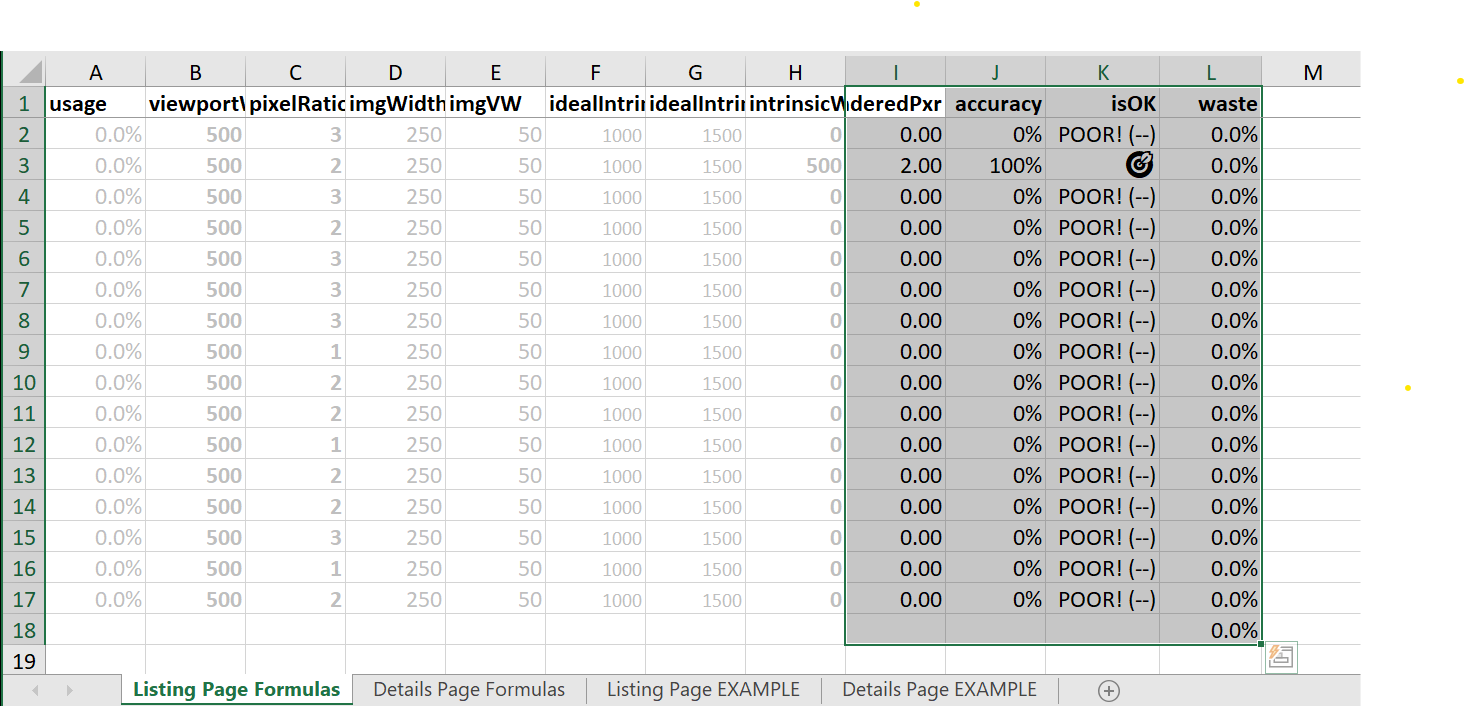 A B C D E F G H I J K L M
1 usage viewportV pixelRatio imgWidth imgVW idealIntrin idealIntrin intrinsicW deredPxr accuracy isOK waste
2 0.0% 500 3 250 50 1000 1500 0 0.00 0% POOR! (--) 0.0%
3 0.0% 500 2 250 50 1000 1500 500 2.00 100% 0.0%
4 0.0% 500 3 250 50 1000 1500 0 0.00 0% POOR! (--) 0.0%
5 0.0% 500 2 250 50 1000 1500 0 0.00 0% POOR! (--) 0.0%
6 0.0% 500 3 250 50 1000 1500 0 0.00 0% POOR! (--) 0.0%
7 0.0% 500 3 250 50 1000 1500 0 0.00 0% POOR! (--) 0.0%
8 0.0% 500 3 250 50 1000 1500 0 0.00 0% POOR! (--) 0.0%
9 0.0% 500 1 250 50 1000 1500 0 0.00 0% POOR! (--) 0.0%
10 0.0% 500 2 250 50 1000 1500 0 0.00 0% POOR! (--) 0.0%
11 0.0% 500 2 250 50 1000 1500 0 0.00 0% POOR! (--) 0.0%
12 0.0% 500 1 250 50 1000 1500 0 0.00 0% POOR! (--) 0.0%
13 0.0% 500 2 250 50 1000 1500 0 0.00 0% POOR! (--) 0.0%
14 0.0% 500 2 250 50 1000 1500 0 0.00 0% POOR! (--) 0.0%
15 0.0% 500 3 250 50 1000 1500 0 0.00 0% POOR! (--) 0.0%
16 0.0% 500 1 250 50 1000 1500 0 0.00 0% POOR! (--) 0.0%
17 0.0% 500 2 250 50 1000 1500 0 0.00 0% POOR! (--) 0.0%
18 0.0%
19
Listing Page Formulas Details Page Formulas Listing Page EXAMPLE Details Page EXAMPLE